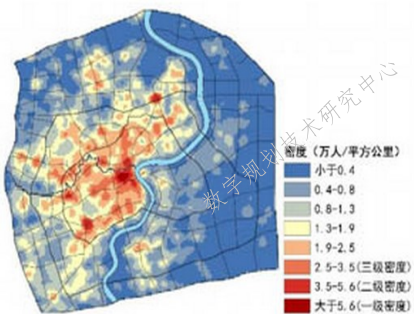 数字规划技术研究中心
密度（万人/平方公里）
小于0.4
0.4-0.8
0.8-1.3
1.3-1.9
1.9-2.5
2.5-3.5(三级密度)
3.5-5.6(二级密度)
大于5.6(一级密度)